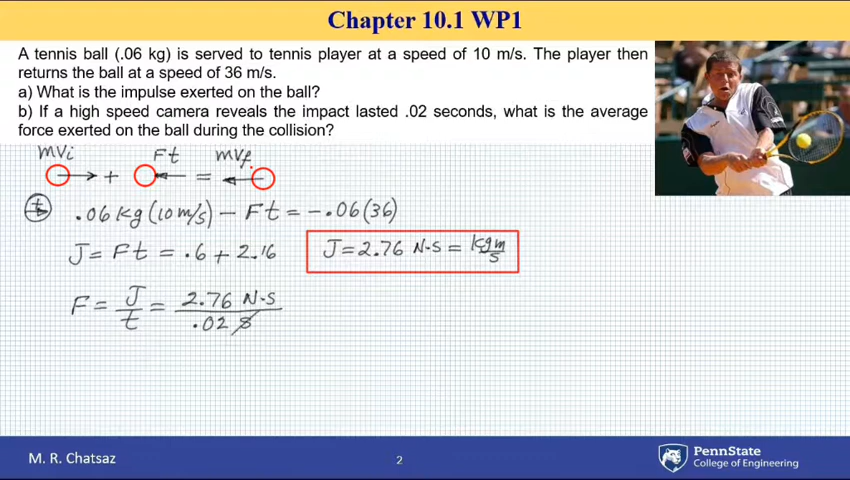 Chapter 10.1 WP1
A tennis ball (.06 kg) is served to tennis player at a speed of 10 m/s. The player then
returns the ball at a speed of 36 m/s.
a) What is the impulse exerted on the ball?
b) If a high speed camera reveals the impact lasted .02 seconds, what is the average
force exerted on the ball during the collision?
mVi Ft mVf
+ =
+ .06 kg (10 m/s) - Ft = -.06 (36)
J = Ft = .6 + 2.16 J = 2.76 N·s = kg m/s
F = J/t = 2.76 N·s / .02 s
M. R. Chatsaz
2
PennState
College of Engineering